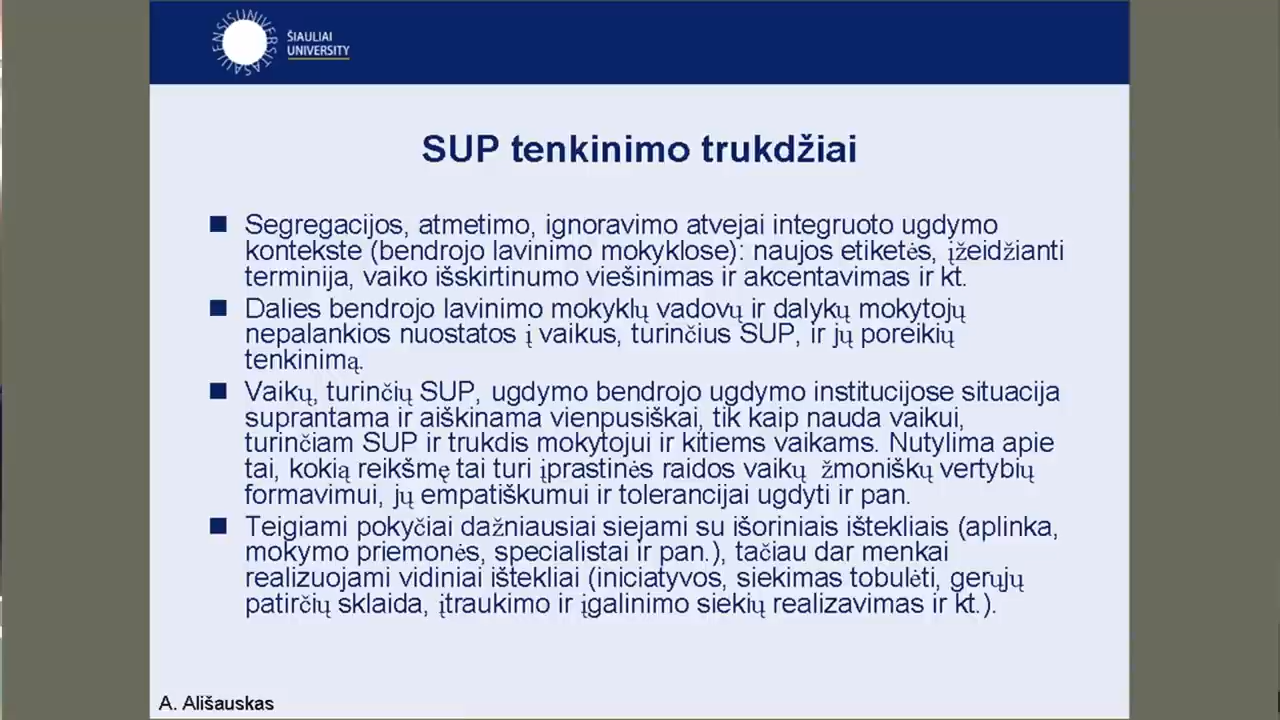 ŠIAULIAI
UNIVERSITY
SUP tenkinimo trukdžiai
Segregacijos, atmetimo, ignoravimo atvejai integruoto ugdymo
kontekste (bendrojo lavinimo mokyklose): naujos etiketės, įžeidžianti
terminija, vaiko išskirtinumo viešinimas ir akcentavimas ir kt.
Dalies bendrojo lavinimo mokyklų vadovų ir dalykų mokytojų
nepalankios nuostatos į vaikus, turinčius SUP, ir jų poreikių
tenkinimą.
Vaikų, turinčių SUP, ugdymo bendrojo ugdymo institucijose situacija
suprantama ir aiškinama vienpusiškai, tik kaip nauda vaikui,
turinčiam SUP ir trukdis mokytojui ir kitiems vaikams. Nutylima apie
tai, kokią reikšmę tai turi įprastinės raidos vaikų žmoniškų vertybių
formavimui, jų empatiškumui ir tolerancijai ugdyti ir pan.
Teigiami pokyčiai dažniausiai siejami su išoriniais ištekliais (aplinka,
mokymo priemonės, specialistai ir pan.), tačiau dar menkai
realizuojami vidiniai ištekliai (iniciatyvos, siekimas tobulėti, gerųjų
patirčių sklaida, įtraukimo ir įgalinimo siekių realizavimas ir kt.).
A. Ališauskas